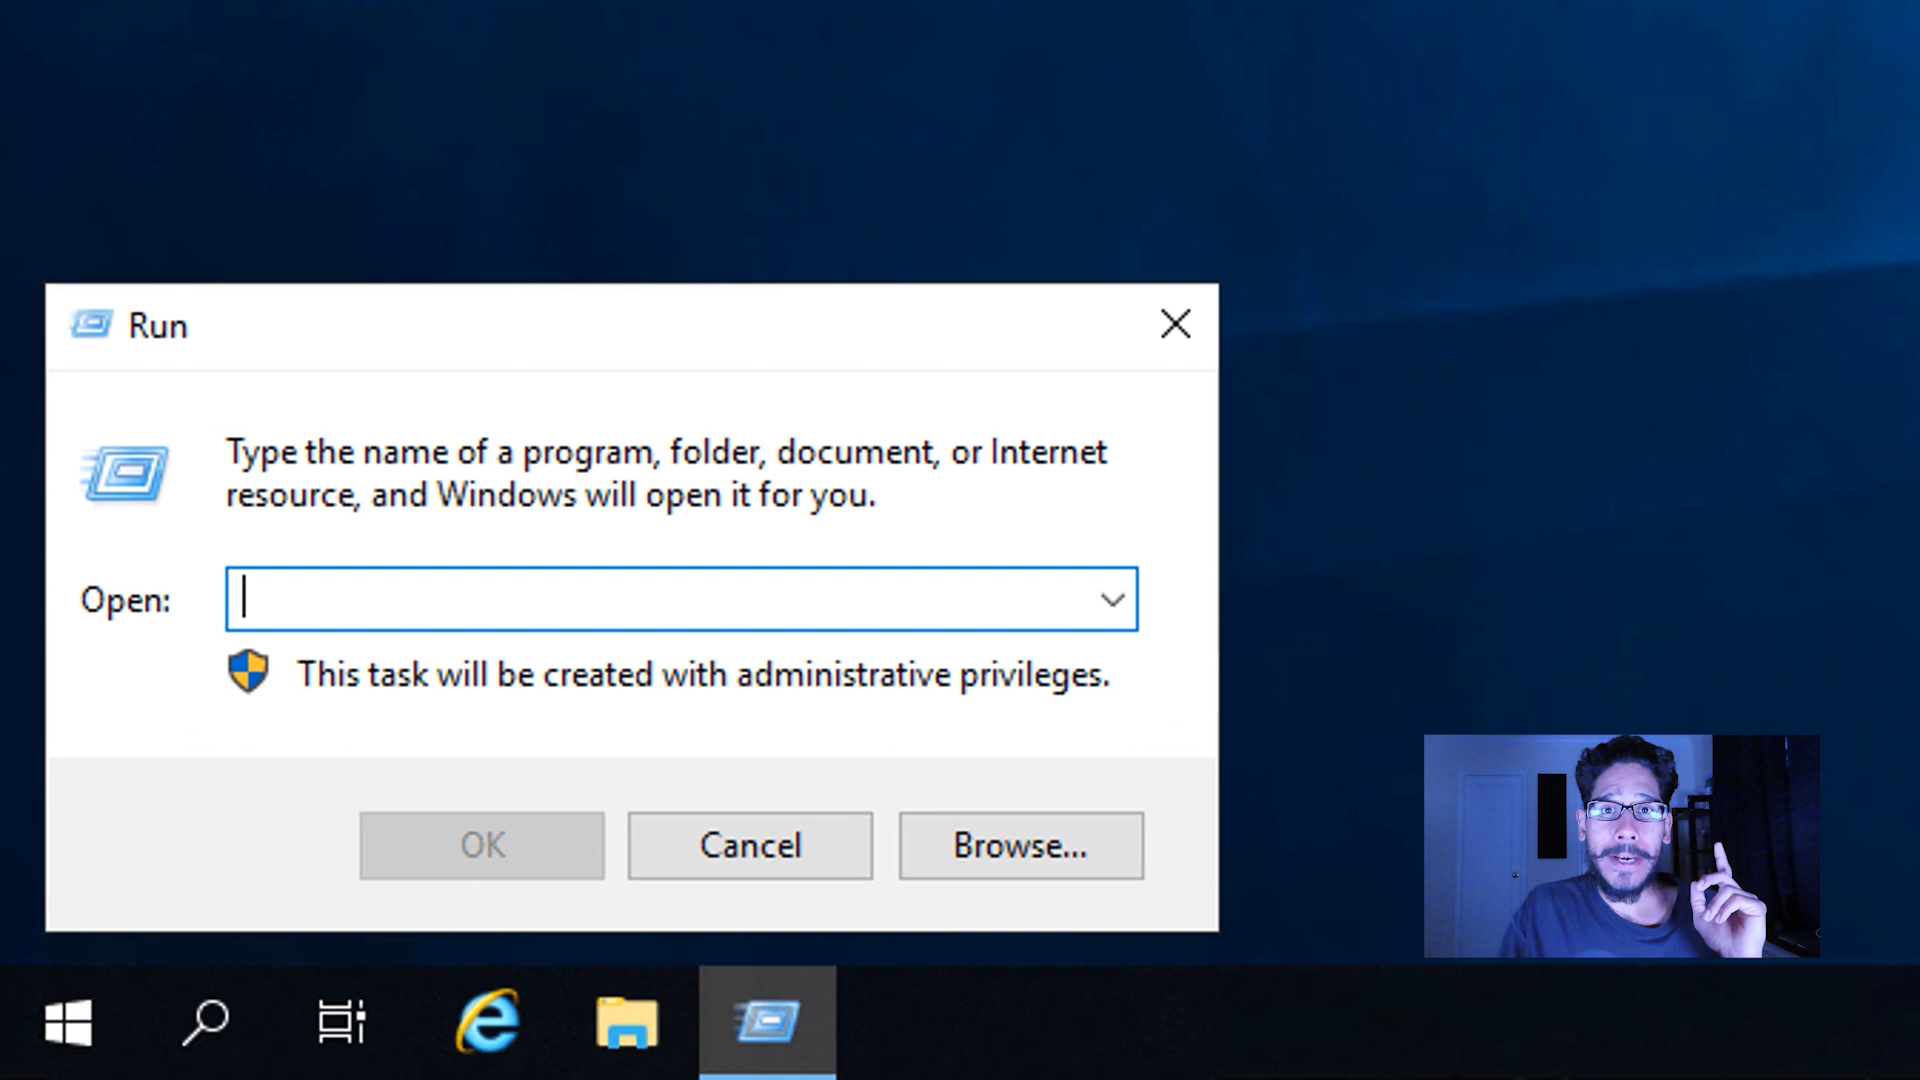 Run
Type the name of a program, folder, document, or Internet
resource, and Windows will open it for you.
Open:
This task will be created with administrative privileges.
OK
Cancel
Browse...